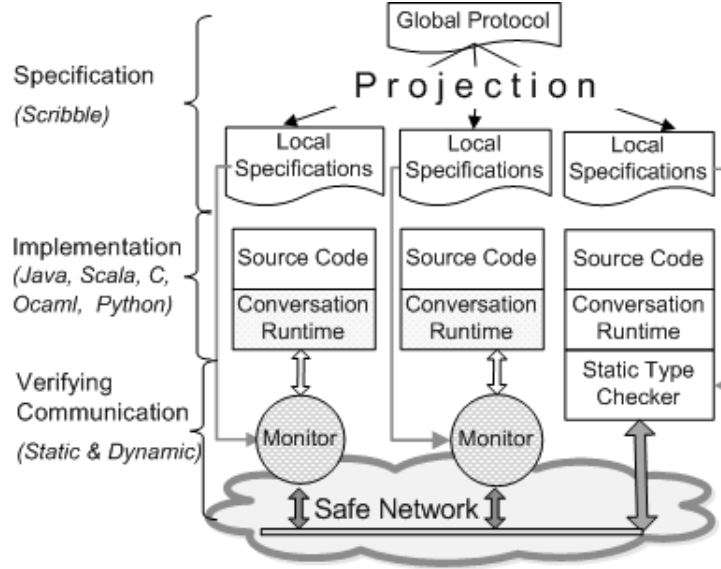 Global Protocol
Projection
Specification
(Scribble)
Local
Specifications
Local
Specifications
Local
Specifications
Implementation
(Java, Scala, C,
Ocaml, Python)
Source Code
Conversation
Runtime
Source Code
Conversation
Runtime
Source Code
Conversation
Runtime
Static Type
Checker
Verifying
Communication
(Static & Dynamic)
Monitor
Monitor
Safe Network